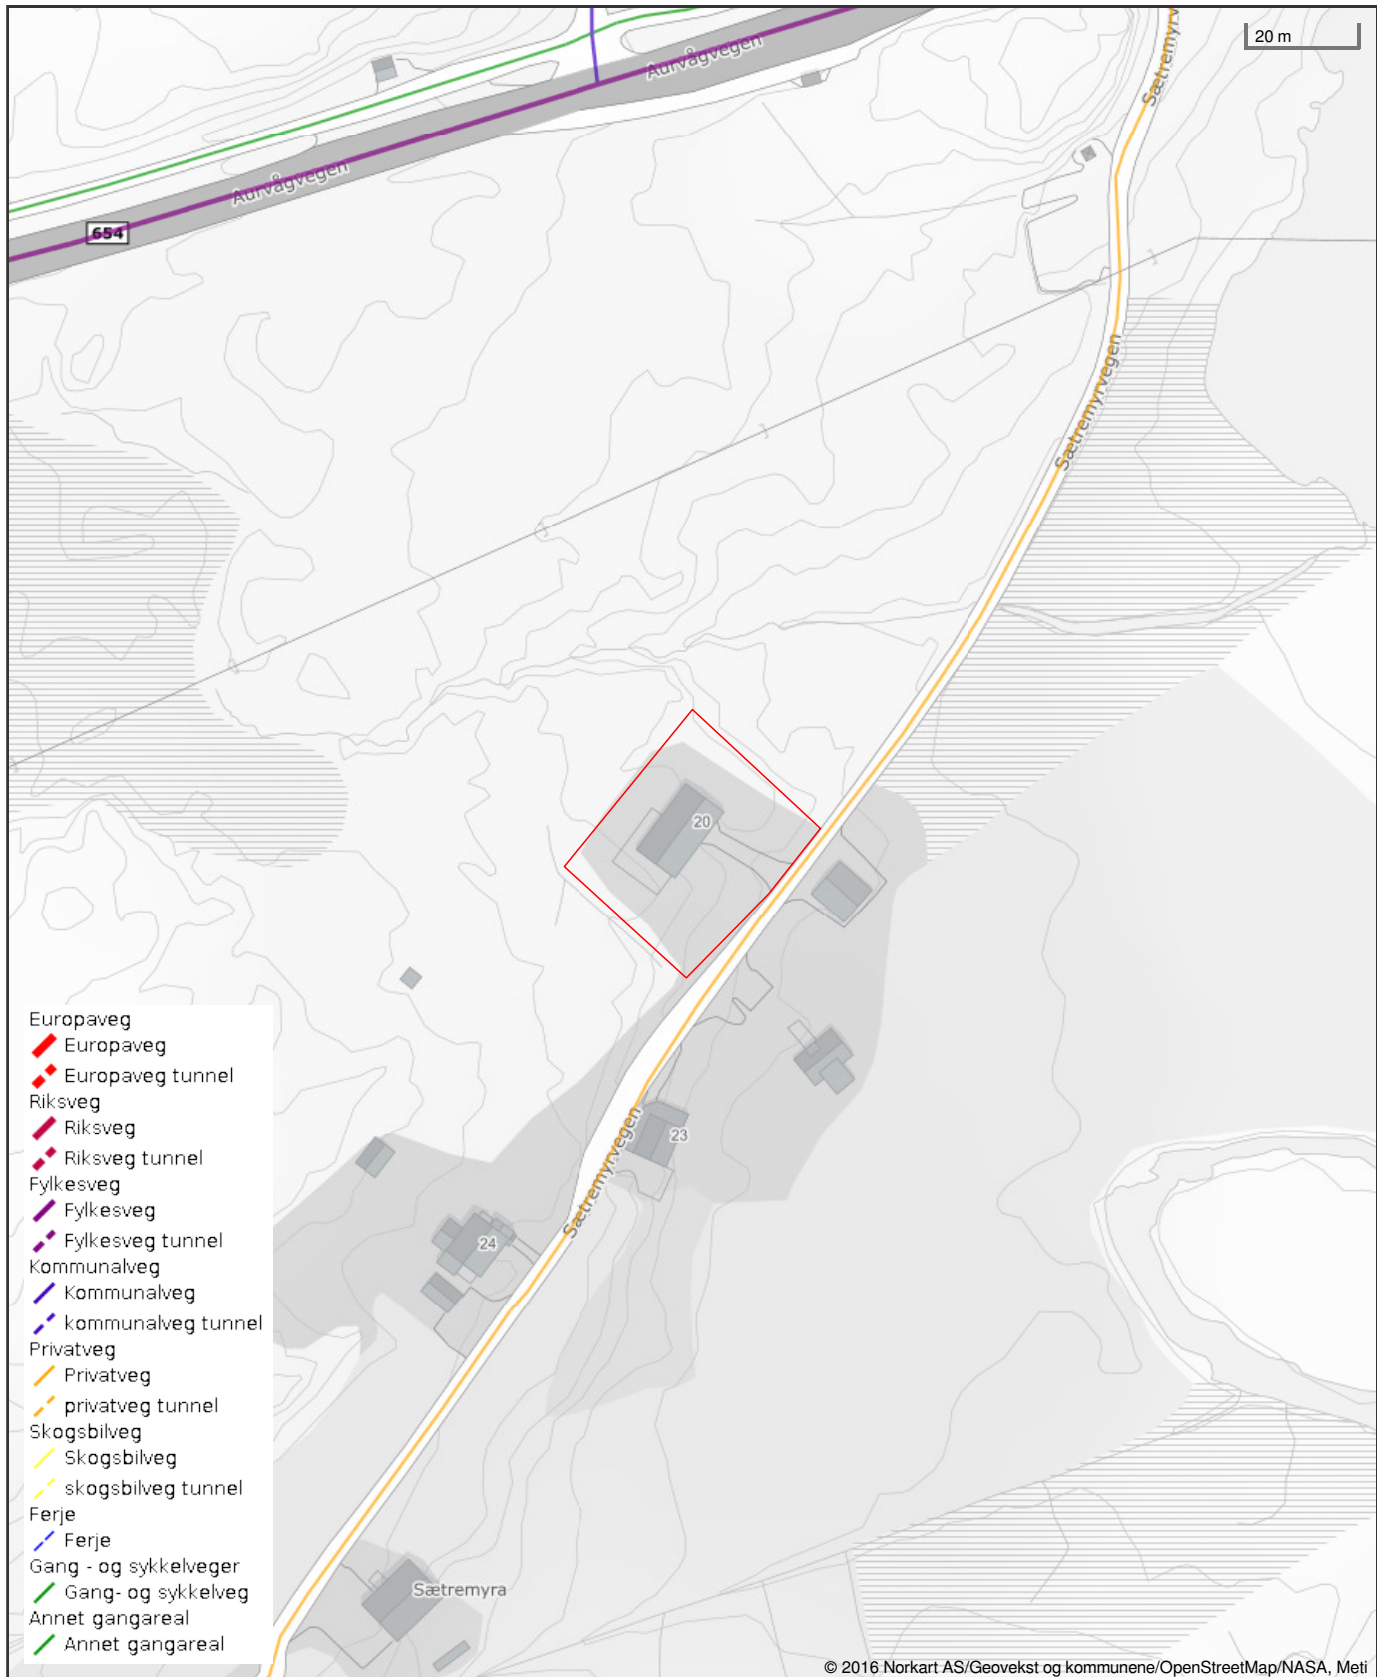 20 m
Sætremyrv
Aurvågvegen
Aurvågvegen
654
Sætremyrvegen
20
23
Sætremyrvegen
24
Sætremyra
Europaveg
Europaveg
Europaveg tunnel
Riksveg
Riksveg
Riksveg tunnel
Fylkesveg
Fylkesveg
Fylkesveg tunnel
Kommunalveg
Kommunalveg
kommunalveg tunnel
Privatveg
Privatveg
privatveg tunnel
Skogsbilveg
Skogsbilveg
skogsbilveg tunnel
Ferje
Ferje
Gang - og sykkelveger
Gang- og sykkelveg
Annet gangareal
Annet gangareal
© 2016 Norkart AS/Geovekst og kommunene/OpenStreetMap/NASA, Meti